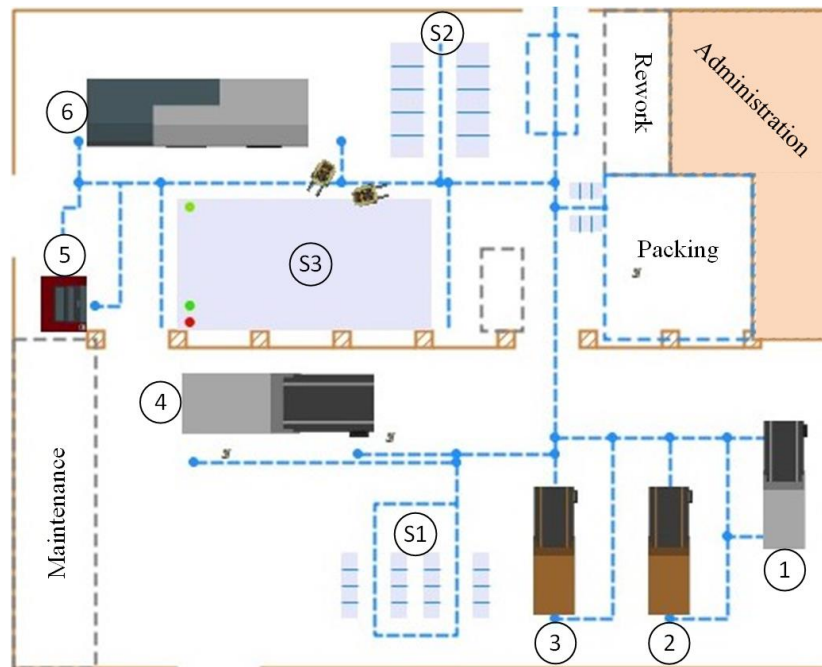 S2
6
Rework
Administration
5
S3
Packing
4
Maintenance
S1
1
3
2